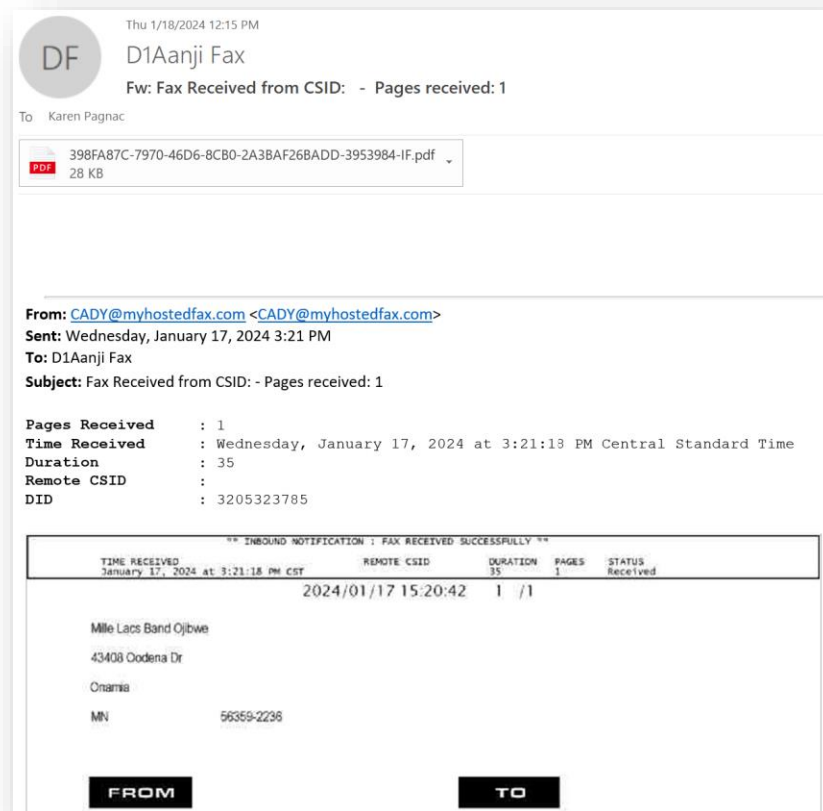 Thu 1/18/2024 12:15 PM
DF
D1Aanji Fax
Fw: Fax Received from CSID: - Pages received: 1
To Karen Pagnac
PDF
398FA87C-7970-46D6-8CB0-2A3BAF26BADD-3953984-IF.pdf
28 KB
From: CADY@myhostedfax.com <CADY@myhostedfax.com>
Sent: Wednesday, January 17, 2024 3:21 PM
To: D1Aanji Fax
Subject: Fax Received from CSID: - Pages received: 1
Pages Received : 1
Time Received : Wednesday, January 17, 2024 at 3:21:18 PM Central Standard Time
Duration : 35
Remote CSID :
DID : 3205323785
** INBOUND NOTIFICATION : FAX RECEIVED SUCCESSFULLY **
TIME RECEIVED REMOTE CSID DURATION PAGES STATUS
January 17, 2024 at 3:21:18 PM CST 35 1 Received
2024/01/17 15:20:42 1 /1
Mille Lacs Band Ojibwe
43408 Oodena Dr
Onamia
MN 56359-2236
FROM TO